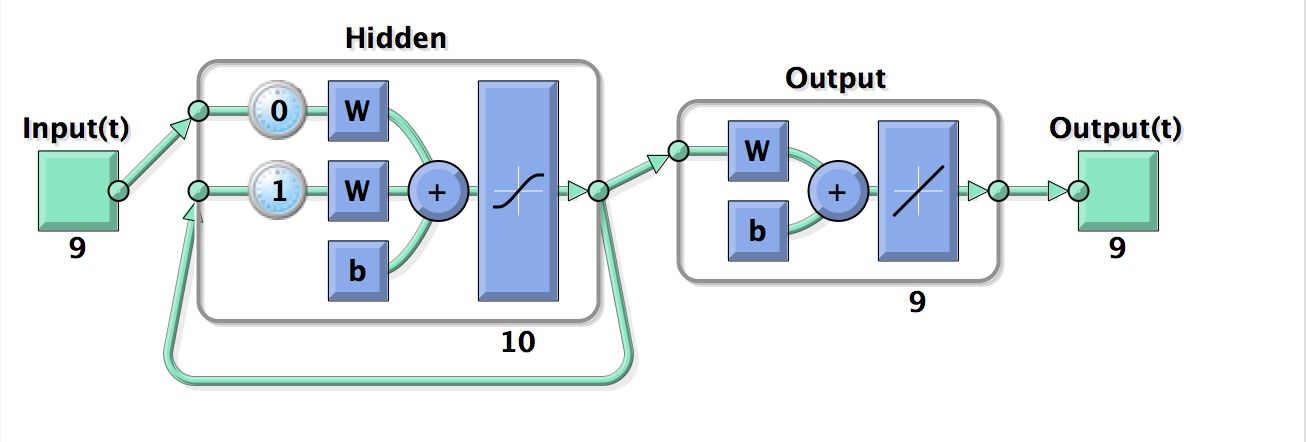 Hidden
Output
Input(t)
Output(t)
0
W
1
W
+
b
W
+
b
9
10
9
9